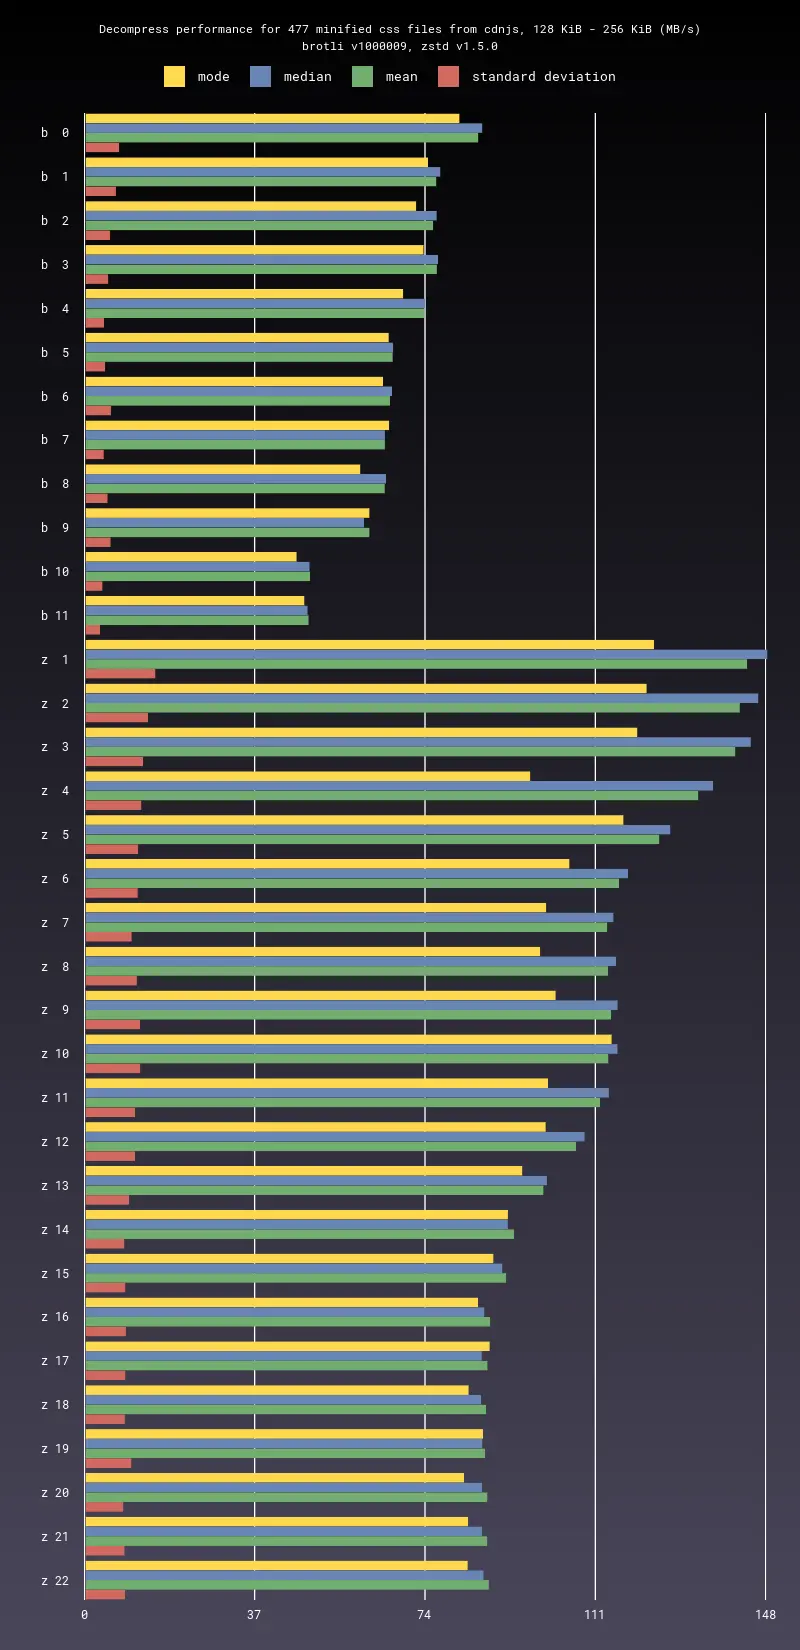 Decompress performance for 477 minified css files from cdnjs, 128 KiB - 256 KiB (MB/s)
brotli v1000009, zstd v1.5.0
mode median mean standard deviation
b 0
b 1
b 2
b 3
b 4
b 5
b 6
b 7
b 8
b 9
b 10
b 11
z 1
z 2
z 3
z 4
z 5
z 6
z 7
z 8
z 9
z 10
z 11
z 12
z 13
z 14
z 15
z 16
z 17
z 18
z 19
z 20
z 21
z 22
0 37 74 111 148